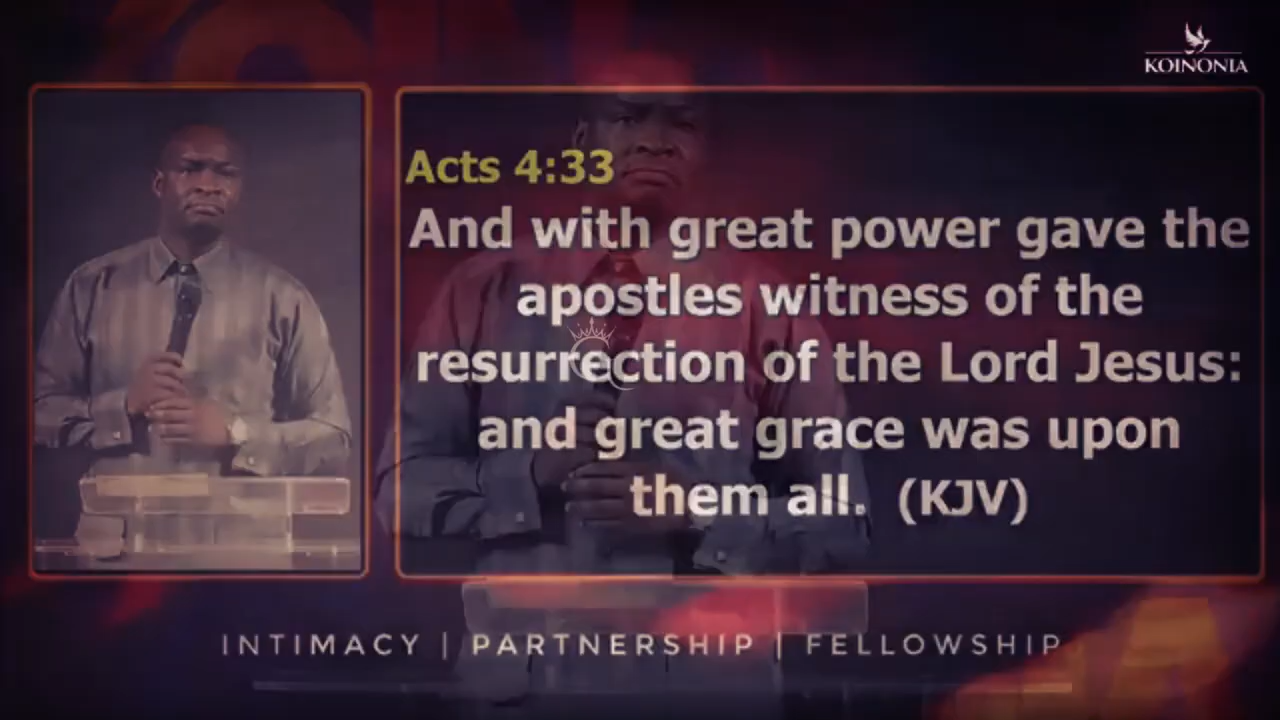 KOINONIA
Acts 4:33
And with great power gave the
apostles witness of the
resurrection of the Lord Jesus:
and great grace was upon
them all. (KJV)
INTIMACY | PARTNERSHIP | FELLOWSHIP